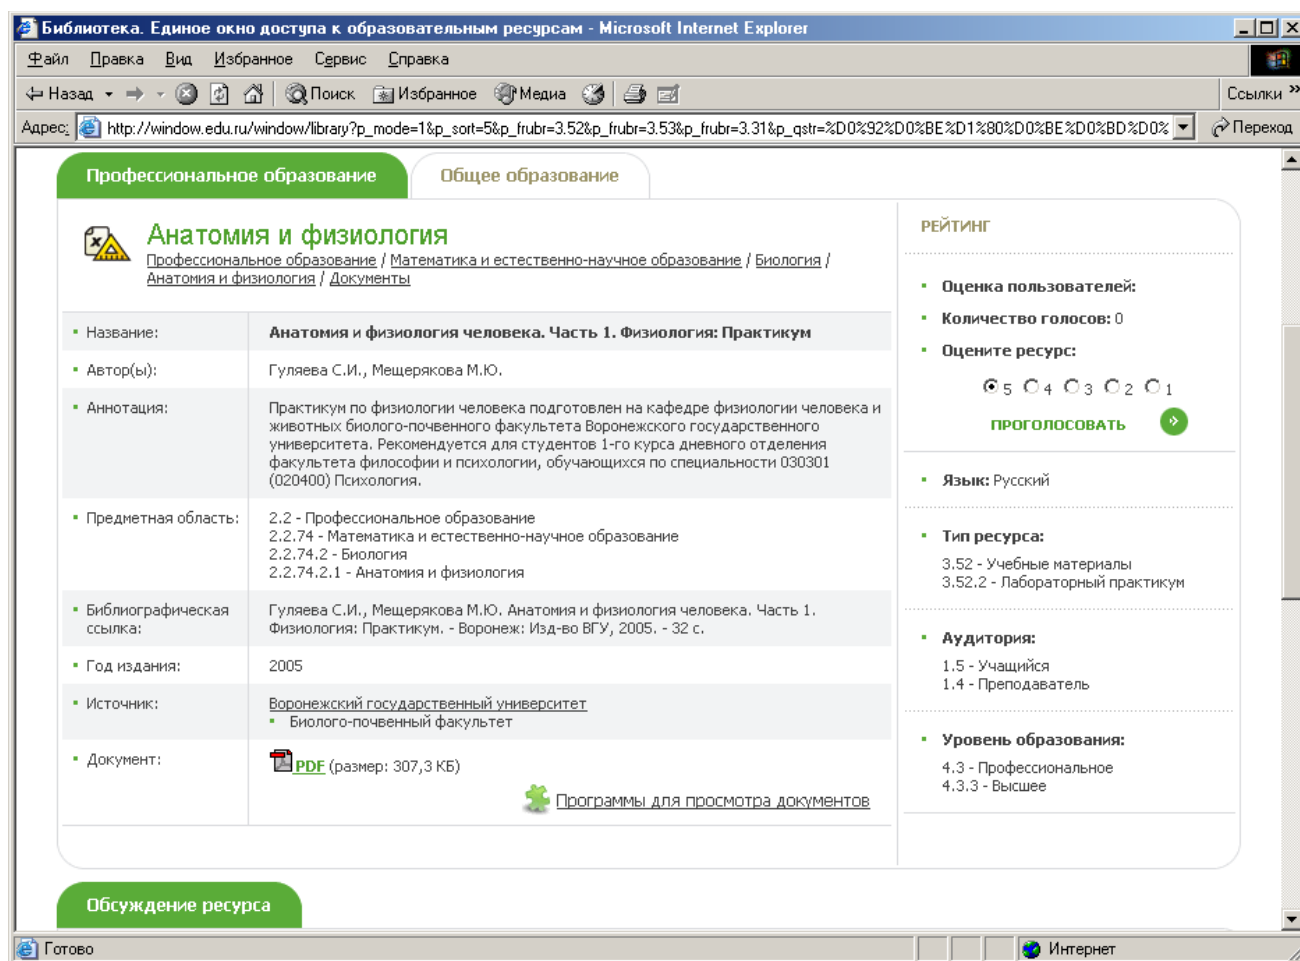 Библиотека. Единое окно доступа к образовательным ресурсам - Microsoft Internet Explorer
Файл Правка Вид Избранное Сервис Справка
Назад Поиск Избранное Медиа Ссылки »
Адрес: http://window.edu.ru/window/library?p_mode=1&p_sort=5&p_frubr=3.52&p_frubr=3.53&p_frubr=3.31&p_qstr=%D0%92%D0%BE%D1%80%D0%BE%D0%BD%D0% Переход
Профессиональное образование Общее образование
Анатомия и физиология
Профессиональное образование / Математика и естественно-научное образование / Биология /
Анатомия и физиология / Документы
Название: Анатомия и физиология человека. Часть 1. Физиология: Практикум
Автор(ы): Гуляева С.И., Мещерякова М.Ю.
Аннотация: Практикум по физиологии человека подготовлен на кафедре физиологии человека и
животных биолого-почвенного факультета Воронежского государственного
университета. Рекомендуется для студентов 1-го курса дневного отделения
факультета философии и психологии, обучающихся по специальности 030301
(020400) Психология.
Предметная область: 2.2 - Профессиональное образование
2.2.74 - Математика и естественно-научное образование
2.2.74.2 - Биология
2.2.74.2.1 - Анатомия и физиология
Библиографическая ссылка: Гуляева С.И., Мещерякова М.Ю. Анатомия и физиология человека. Часть 1.
Физиология: Практикум. - Воронеж: Изд-во ВГУ, 2005. - 32 с.
Год издания: 2005
Источник: Воронежский государственный университет
Биолого-почвенный факультет
Документ: PDF (размер: 307,3 КБ)
Программы для просмотра документов
РЕЙТИНГ
Оценка пользователей:
Количество голосов: 0
Оцените ресурс:
5 4 3 2 1
ПРОГОЛОСОВАТЬ
Язык: Русский
Тип ресурса:
3.52 - Учебные материалы
3.52.2 - Лабораторный практикум
Аудитория:
1.5 - Учащийся
1.4 - Преподаватель
Уровень образования:
4.3 - Профессиональное
4.3.3 - Высшее
Обсуждение ресурса
Готово Интернет